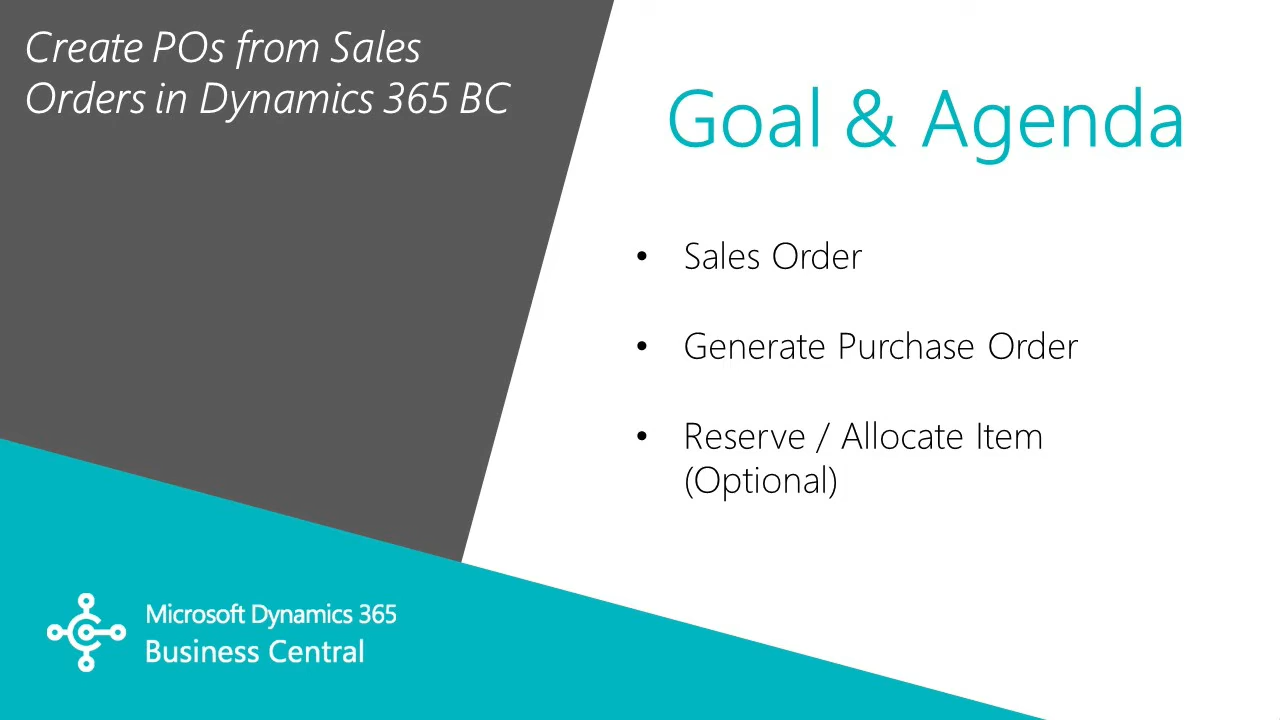 Create POs from Sales
Orders in Dynamics 365 BC
Goal & Agenda
• Sales Order
• Generate Purchase Order
• Reserve / Allocate Item
(Optional)
Microsoft Dynamics 365
Business Central